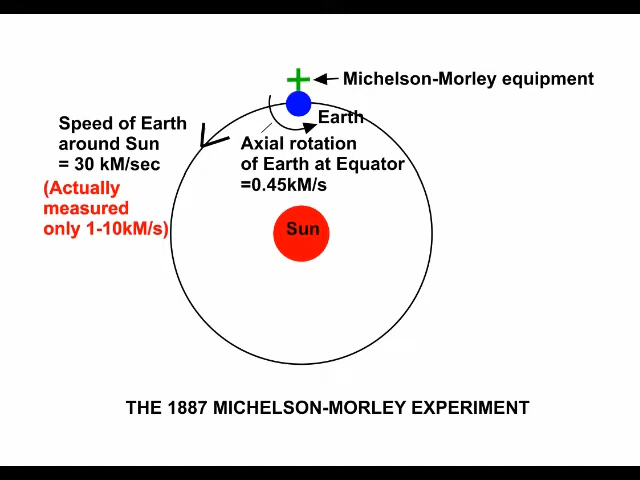 Michelson-Morley equipment
Earth
Speed of Earth
around Sun
= 30 kM/sec
(Actually
measured
only 1-10kM/s)
Axial rotation
of Earth at Equator
=0.45kM/s
Sun
THE 1887 MICHELSON-MORLEY EXPERIMENT